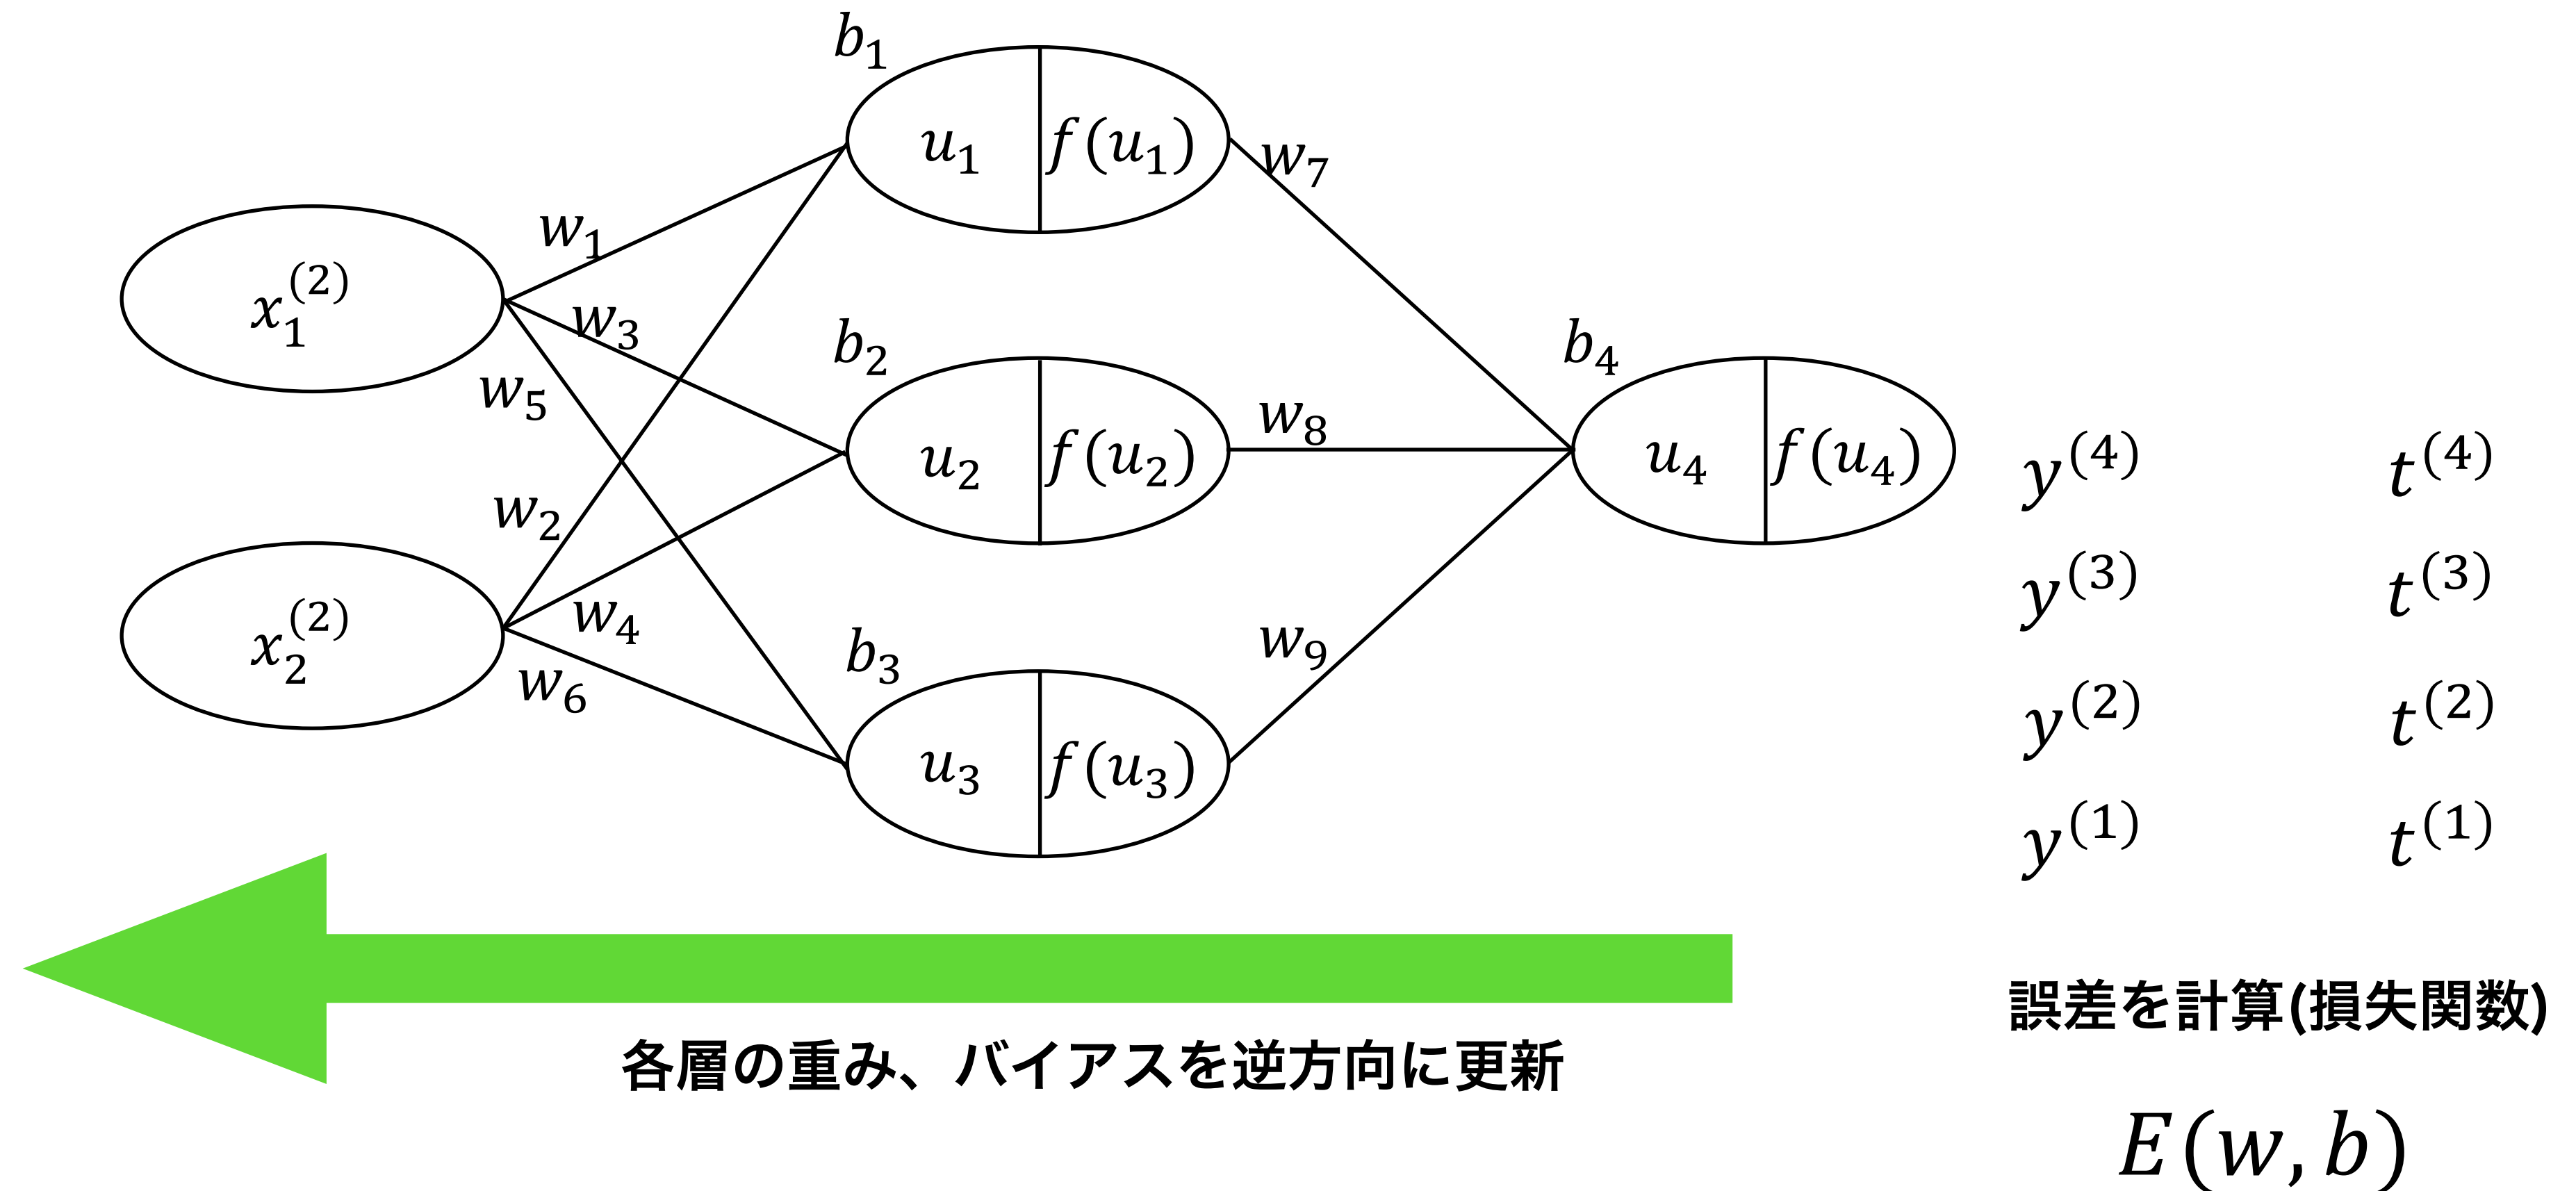 b₁
u₁ f(u₁)
w₇
w₁
x₁⁽²⁾
w₃
b₂
b₄
w₅
w₈
u₂ f(u₂)
u₄ f(u₄)
y⁽⁴⁾ t⁽⁴⁾
w₂
y⁽³⁾ t⁽³⁾
x₂⁽²⁾
w₄
w₆
b₃
w₉
y⁽²⁾ t⁽²⁾
u₃ f(u₃)
y⁽¹⁾ t⁽¹⁾
誤差を計算(損失関数)
各層の重み、バイアスを逆方向に更新
E(w, b)